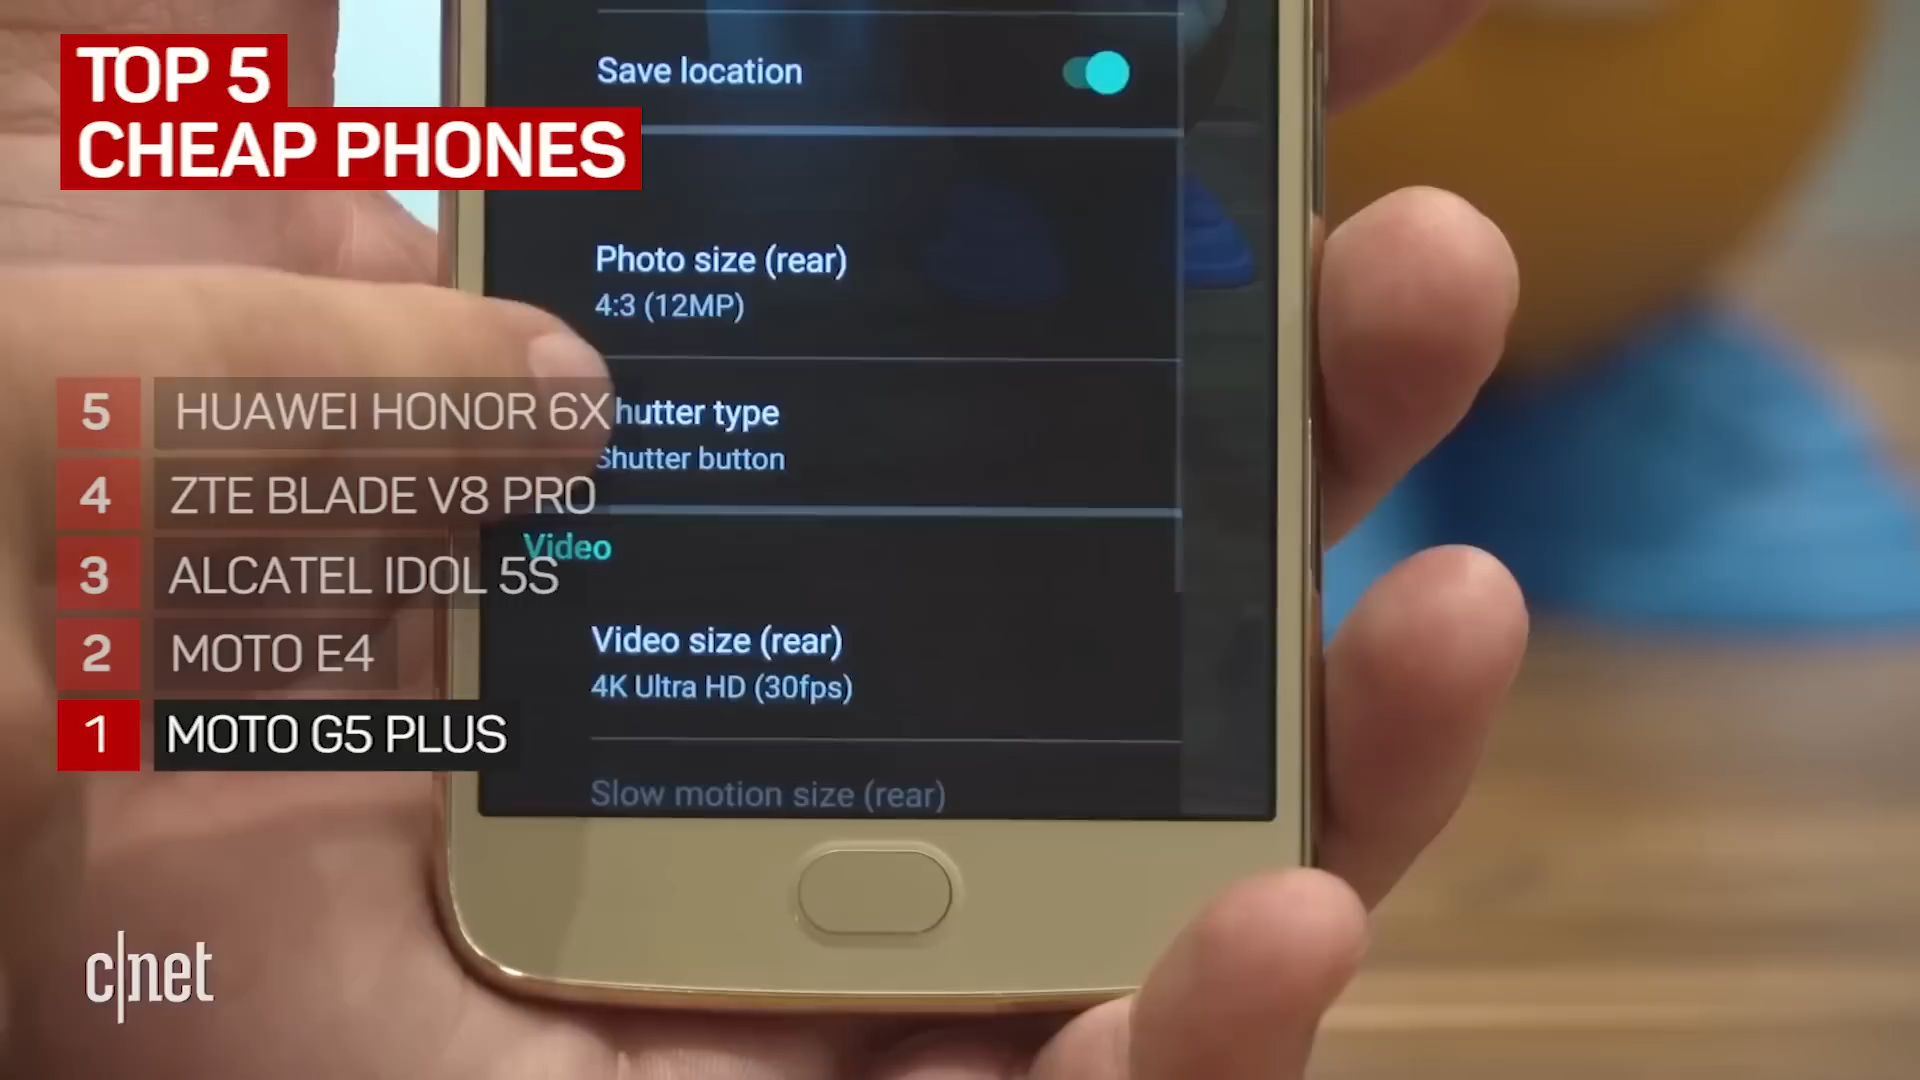 TOP 5
CHEAP PHONES
Save location
Photo size (rear)
4:3 (12MP)
hutter type
Shutter button
Video
Video size (rear)
4K Ultra HD (30fps)
Slow motion size (rear)
5 HUAWEI HONOR 6X
4 ZTE BLADE V8 PRO
3 ALCATEL IDOL 5S
2 MOTO E4
1 MOTO G5 PLUS
c|net